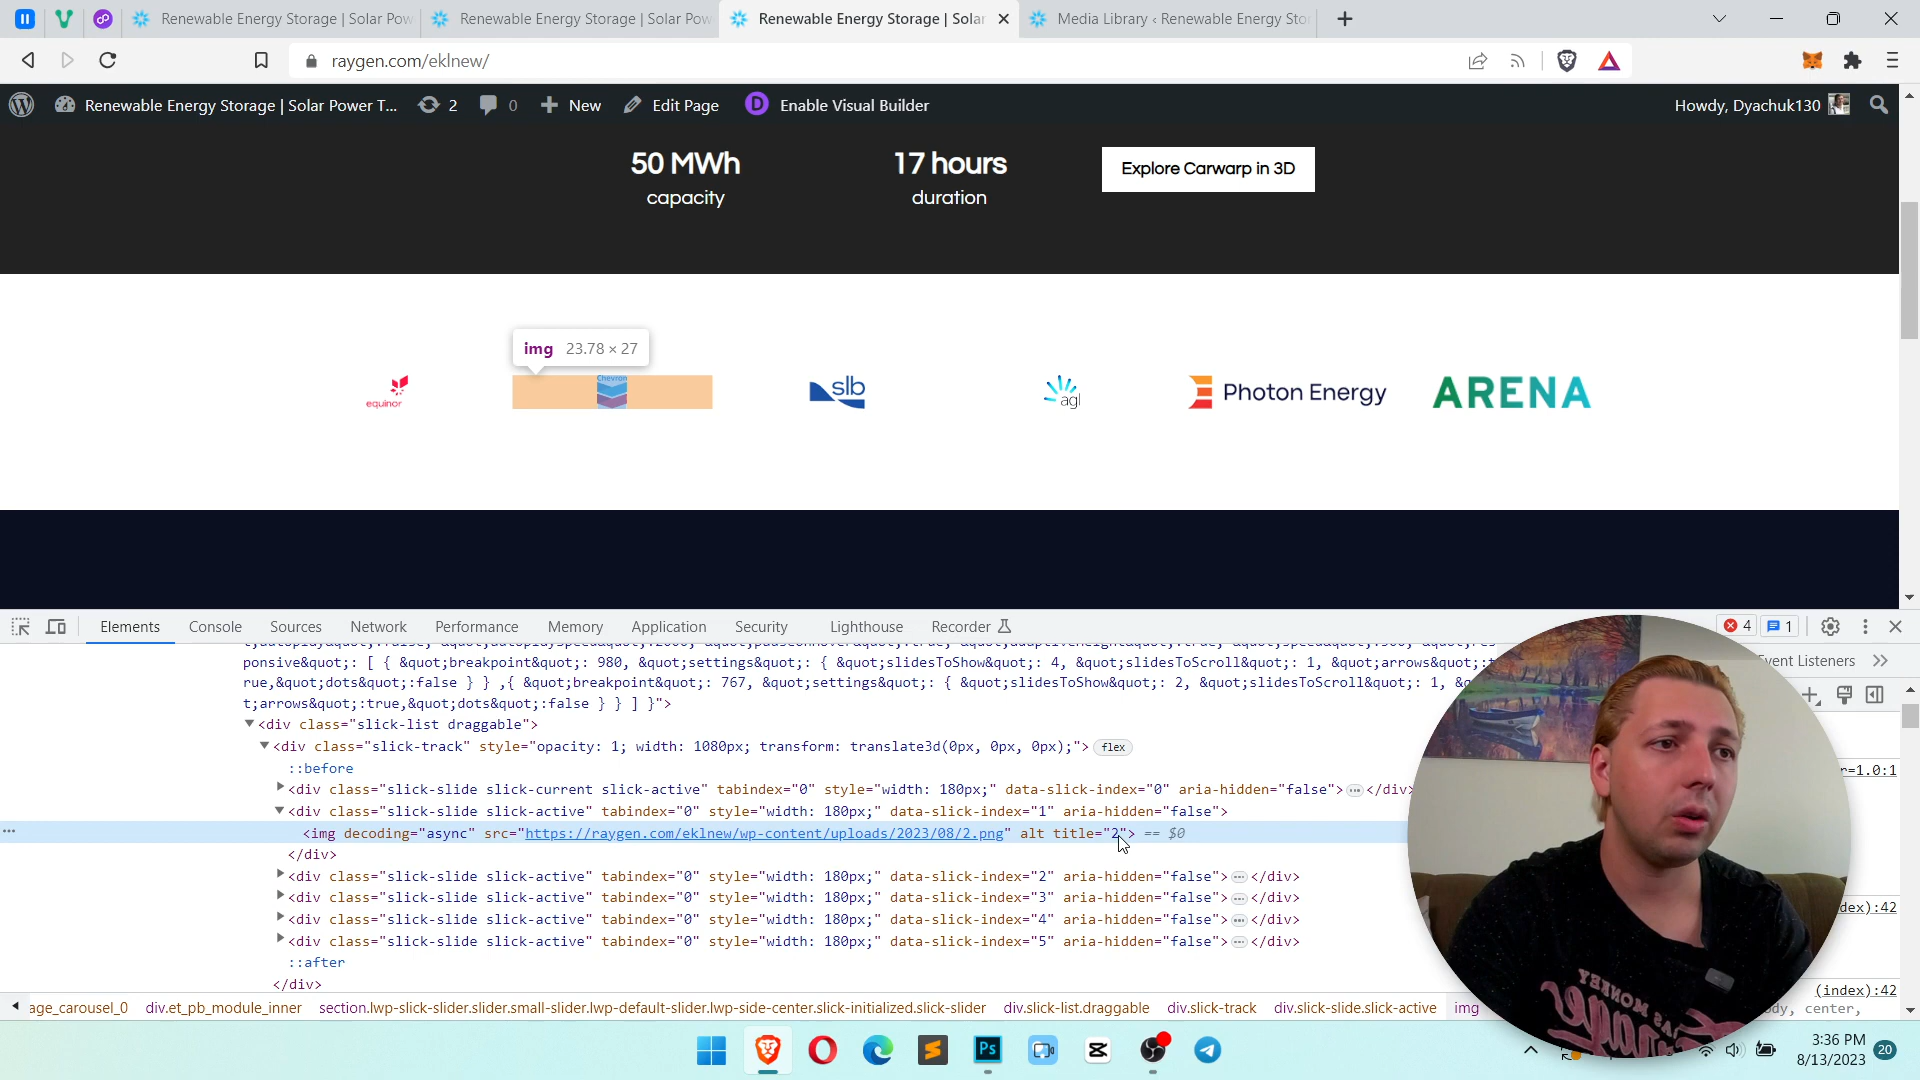 Renewable Energy Storage | Solar Pow
Renewable Energy Storage | Solar Pow
Renewable Energy Storage | Solar
Media Library ‹ Renewable Energy Stor
raygen.com/eklnew/
Renewable Energy Storage | Solar Power T...
2
0
New
Edit Page
D
Enable Visual Builder
Howdy, Dyachuk130
50 MWh
capacity
17 hours
duration
Explore Carwarp in 3D
img 23.78 × 27
equinor
Chevron
slb
agl
Photon Energy
ARENA
Elements
Console
Sources
Network
Performance
Memory
Application
Security
Lighthouse
Recorder
4
1
ponsive&quot;: [ { &quot;breakpoint&quot;: 980, &quot;settings&quot;: { &quot;slidesToShow&quot;: 4, &quot;slidesToScroll&quot;: 1, &quot;arrows&quot;:t
rue,&quot;dots&quot;:false } } ,{ &quot;breakpoint&quot;: 767, &quot;settings&quot;: { &quot;slidesToShow&quot;: 2, &quot;slidesToScroll&quot;: 1, &q
t;arrows&quot;:true,&quot;dots&quot;:false } } ] }">
<div class="slick-list draggable">
<div class="slick-track" style="opacity: 1; width: 1080px; transform: translate3d(0px, 0px, 0px);"> flex
::before
<div class="slick-slide slick-current slick-active" tabindex="0" style="width: 180px;" data-slick-index="0" aria-hidden="false"> … </div>
<div class="slick-slide slick-active" tabindex="0" style="width: 180px;" data-slick-index="1" aria-hidden="false">
<img decoding="async" src="https://raygen.com/eklnew/wp-content/uploads/2023/08/2.png" alt title="2"> == $0
</div>
<div class="slick-slide slick-active" tabindex="0" style="width: 180px;" data-slick-index="2" aria-hidden="false"> … </div>
<div class="slick-slide slick-active" tabindex="0" style="width: 180px;" data-slick-index="3" aria-hidden="false"> … </div>
<div class="slick-slide slick-active" tabindex="0" style="width: 180px;" data-slick-index="4" aria-hidden="false"> … </div>
<div class="slick-slide slick-active" tabindex="0" style="width: 180px;" data-slick-index="5" aria-hidden="false"> … </div>
::after
</div>
Event Listeners
r=1.0:1
dex):42
(index):42
dy, center,
age_carousel_0
div.et_pb_module_inner
section.lwp-slick-slider.slider.small-slider.lwp-default-slider.lwp-side-center.slick-initialized.slick-slider
div.slick-list.draggable
div.slick-track
div.slick-slide.slick-active
img
LAS MONKEY
Ps
3:36 PM
8/13/2023
20